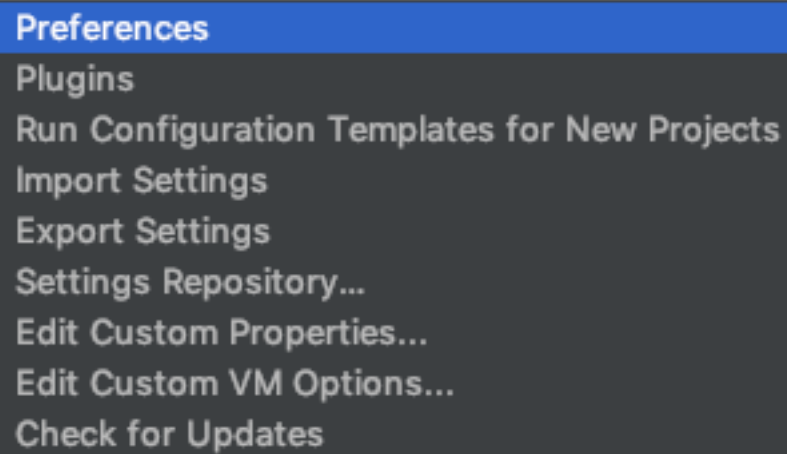 Preferences
Plugins
Run Configuration Templates for New Projects
Import Settings
Export Settings
Settings Repository...
Edit Custom Properties...
Edit Custom VM Options...
Check for Updates